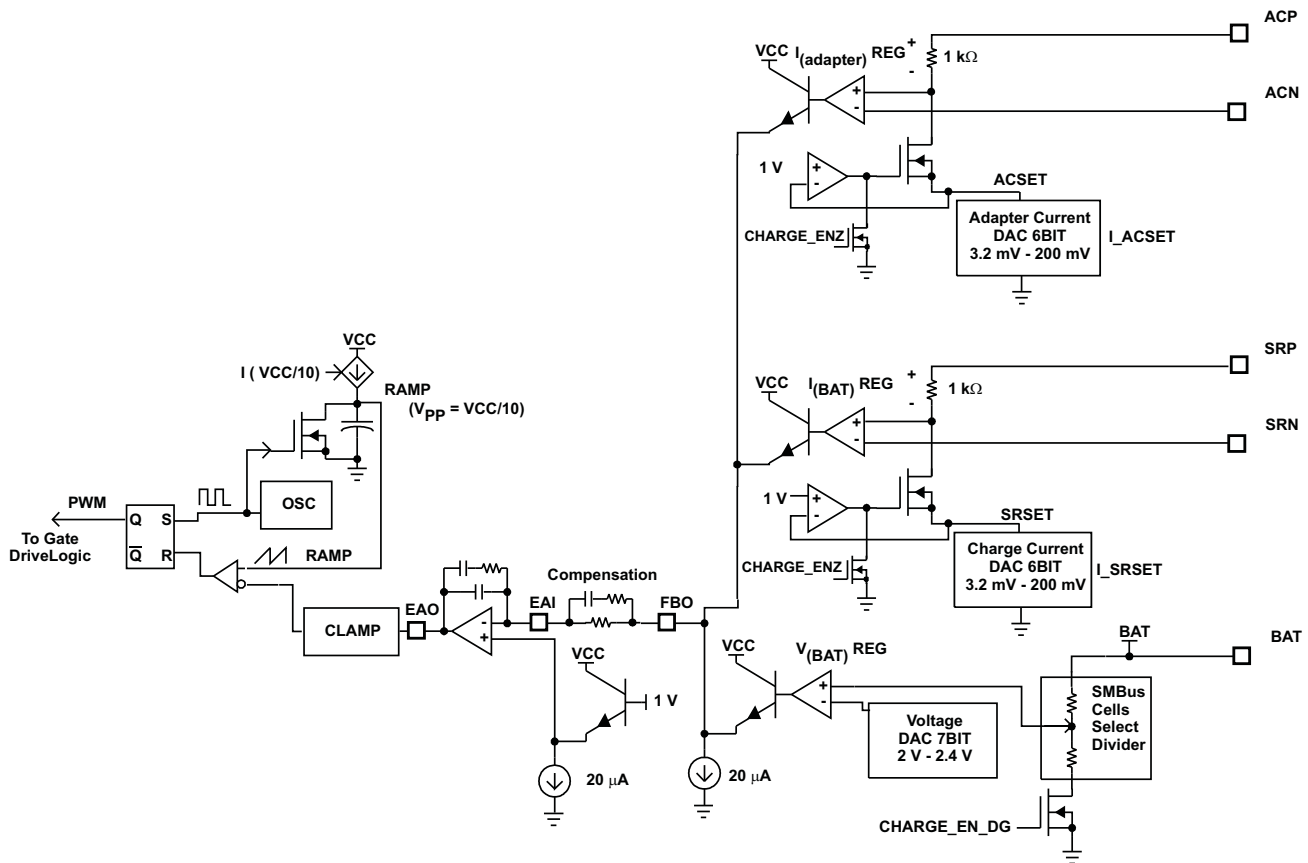 ACP
VCC
I(adapter) REG
+
-
1 kΩ
ACN
+
-
1 V
+
-
ACSET
CHARGE_ENZ
Adapter Current
DAC 6BIT
3.2 mV - 200 mV
I_ACSET
SRP
VCC
I(BAT) REG
+
-
1 kΩ
SRN
+
-
1 V
+
-
SRSET
CHARGE_ENZ
Charge Current
DAC 6BIT
3.2 mV - 200 mV
I_SRSET
VCC
I ( VCC/10)
RAMP
(VPP = VCC/10)
OSC
PWM
Q
S
Q̅
R
To Gate
DriveLogic
RAMP
CLAMP
EAO
-
+
EAI
Compensation
FBO
VCC
1 V
20 µA
VCC
V(BAT) REG
+
-
20 µA
Voltage
DAC 7BIT
2 V - 2.4 V
BAT
BAT
SMBus
Cells
Select
Divider
CHARGE_EN_DG